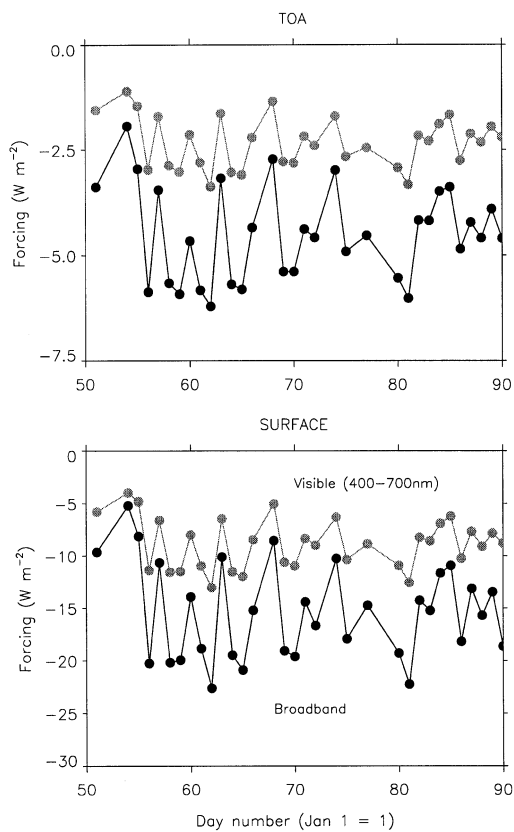 TOA
0.0
−2.5
−5.0
−7.5
Forcing (W m⁻²)
50 60 70 80 90
SURFACE
0
−5
−10
−15
−20
−25
−30
Forcing (W m⁻²)
Visible (400−700nm)
Broadband
50 60 70 80 90
Day number (Jan 1 = 1)